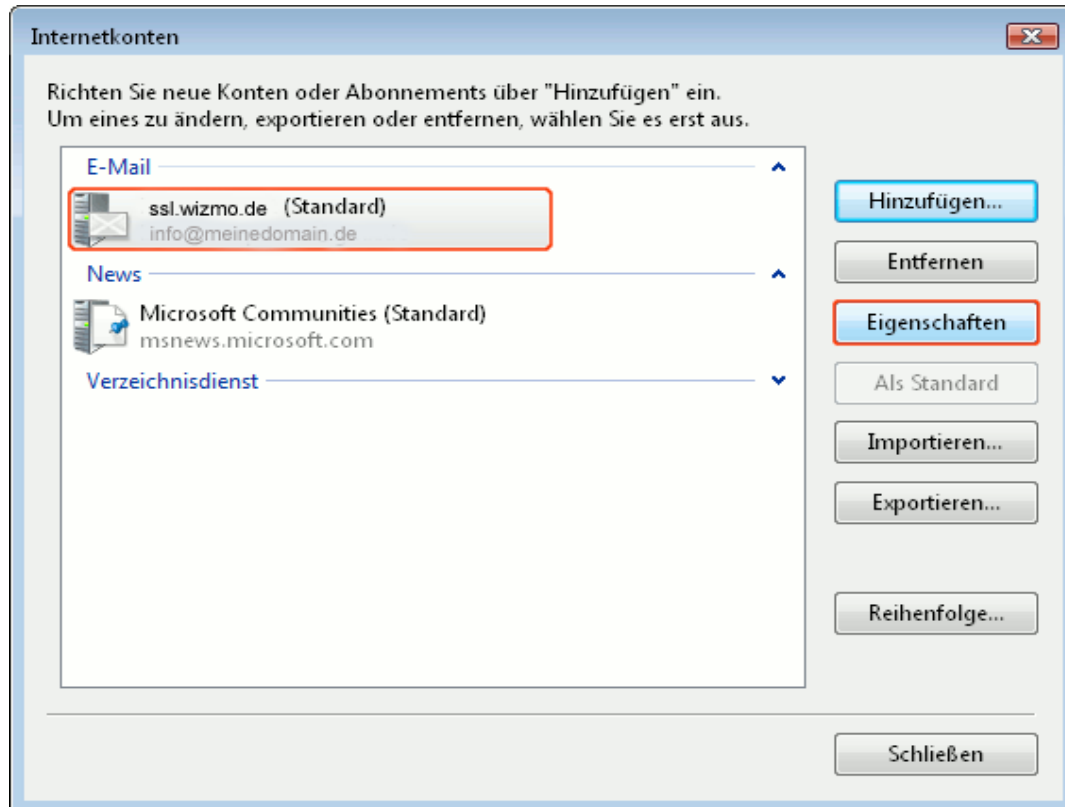 Internetkonten
Richten Sie neue Konten oder Abonnements über "Hinzufügen" ein.
Um eines zu ändern, exportieren oder entfernen, wählen Sie es erst aus.
E-Mail
ssl.wizmo.de (Standard)
info@meinedomain.de
News
Microsoft Communities (Standard)
msnews.microsoft.com
Verzeichnisdienst
Hinzufügen...
Entfernen
Eigenschaften
Als Standard
Importieren...
Exportieren...
Reihenfolge...
Schließen